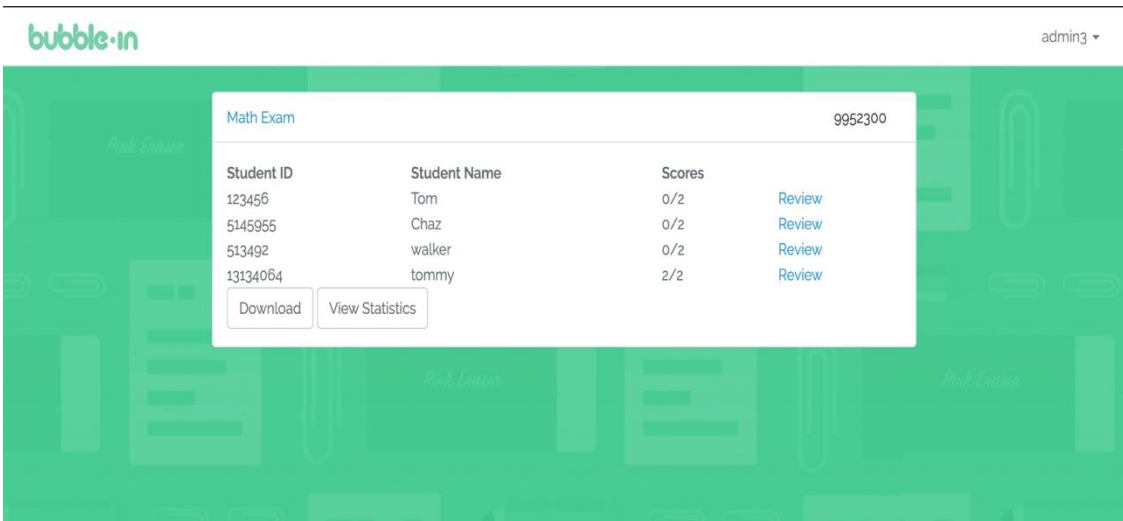 bubble·in admin3
Math Exam 9952300
Pink Eraser
Student ID Student Name Scores
123456 Tom 0/2 Review
5145955 Chaz 0/2 Review
513492 walker 0/2 Review
13134064 tommy 2/2 Review
Download View Statistics
Pink Eraser Pink Eraser